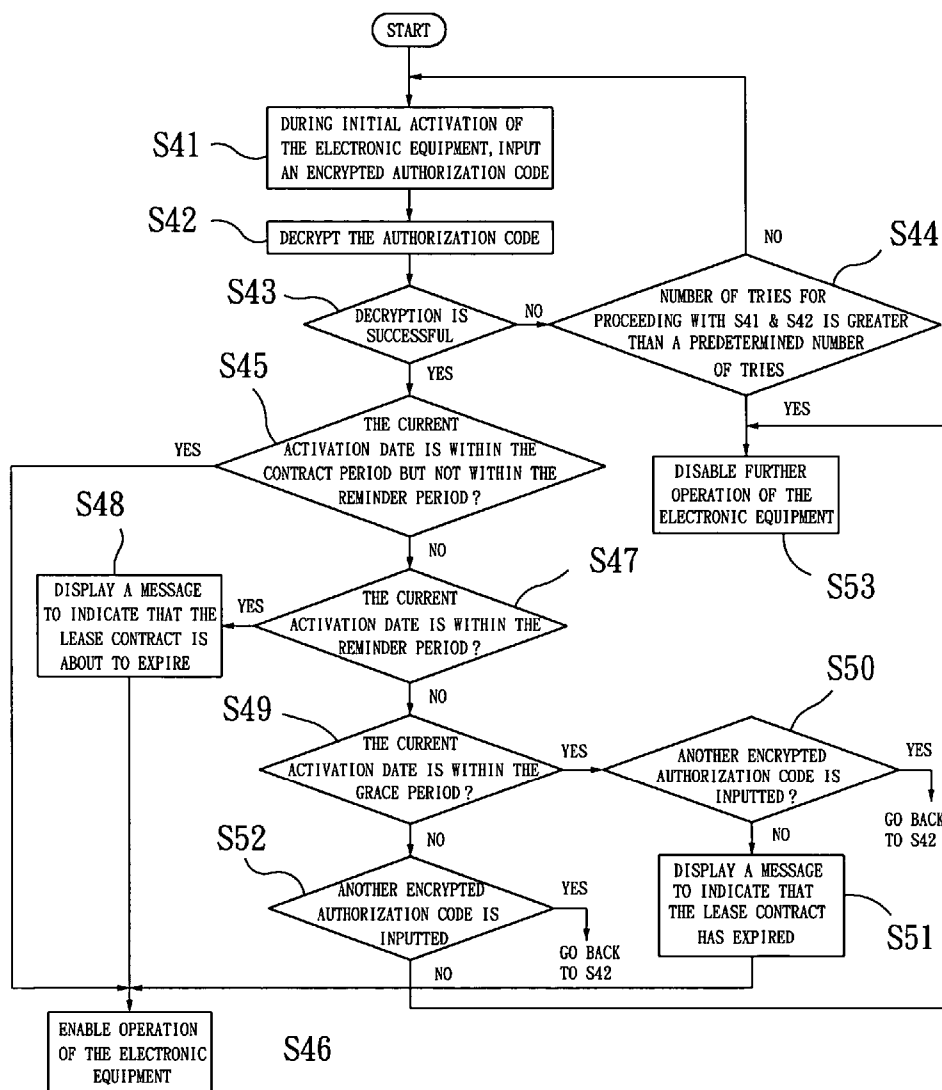 START
S41
DURING INITIAL ACTIVATION OF
THE ELECTRONIC EQUIPMENT, INPUT
AN ENCRYPTED AUTHORIZATION CODE
S42
DECRYPT THE AUTHORIZATION CODE
S43
DECRYPTION IS
SUCCESSFUL
NO
YES
S44
NO
NUMBER OF TRIES FOR
PROCEEDING WITH S41 & S42 IS GREATER
THAN A PREDETERMINED NUMBER
OF TRIES
YES
S45
THE CURRENT
ACTIVATION DATE IS WITHIN THE
CONTRACT PERIOD BUT NOT WITHIN THE
REMINDER PERIOD?
YES
NO
DISABLE FURTHER
OPERATION OF THE
ELECTRONIC EQUIPMENT
S53
S48
DISPLAY A MESSAGE
TO INDICATE THAT THE
LEASE CONTRACT IS
ABOUT TO EXPIRE
S47
YES
THE CURRENT
ACTIVATION DATE IS WITHIN THE
REMINDER PERIOD?
NO
S49
THE CURRENT
ACTIVATION DATE IS WITHIN THE
GRACE PERIOD?
YES
NO
S50
ANOTHER ENCRYPTED
AUTHORIZATION CODE IS
INPUTTED?
YES
GO BACK
TO S42
NO
S52
ANOTHER ENCRYPTED
AUTHORIZATION CODE IS
INPUTTED
YES
GO BACK
TO S42
NO
DISPLAY A MESSAGE
TO INDICATE THAT
THE LEASE CONTRACT
HAS EXPIRED
S51
ENABLE OPERATION
OF THE ELECTRONIC
EQUIPMENT
S46